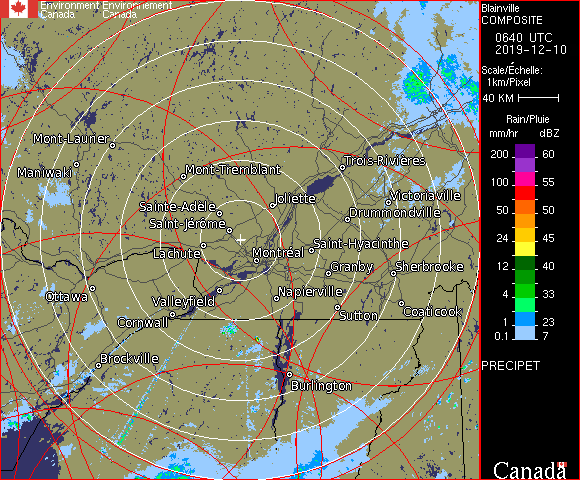 Environment Environnement
Canada Canada
Blainville
COMPOSITE
0640 UTC
2019-12-10
Scale/Échelle:
1km/Pixel
40 KM
Rain/Pluie
mm/hr dBZ
200 60
100 55
50 50
24 45
12 40
4 33
1 23
0.1 7
PRECIPET
Canada
Mont-Laurier
Maniwaki
Mont-Tremblant
Trois-Rivières
Joliette
Victoriaville
Sainte-Adèle
Drummondville
Saint-Jérôme
Saint-Hyacinthe
Lachute
Montréal
Granby
Sherbrooke
Ottawa
Valleyfield
Napierville
Cornwall
Sutton
Coaticook
Brockville
Burlington